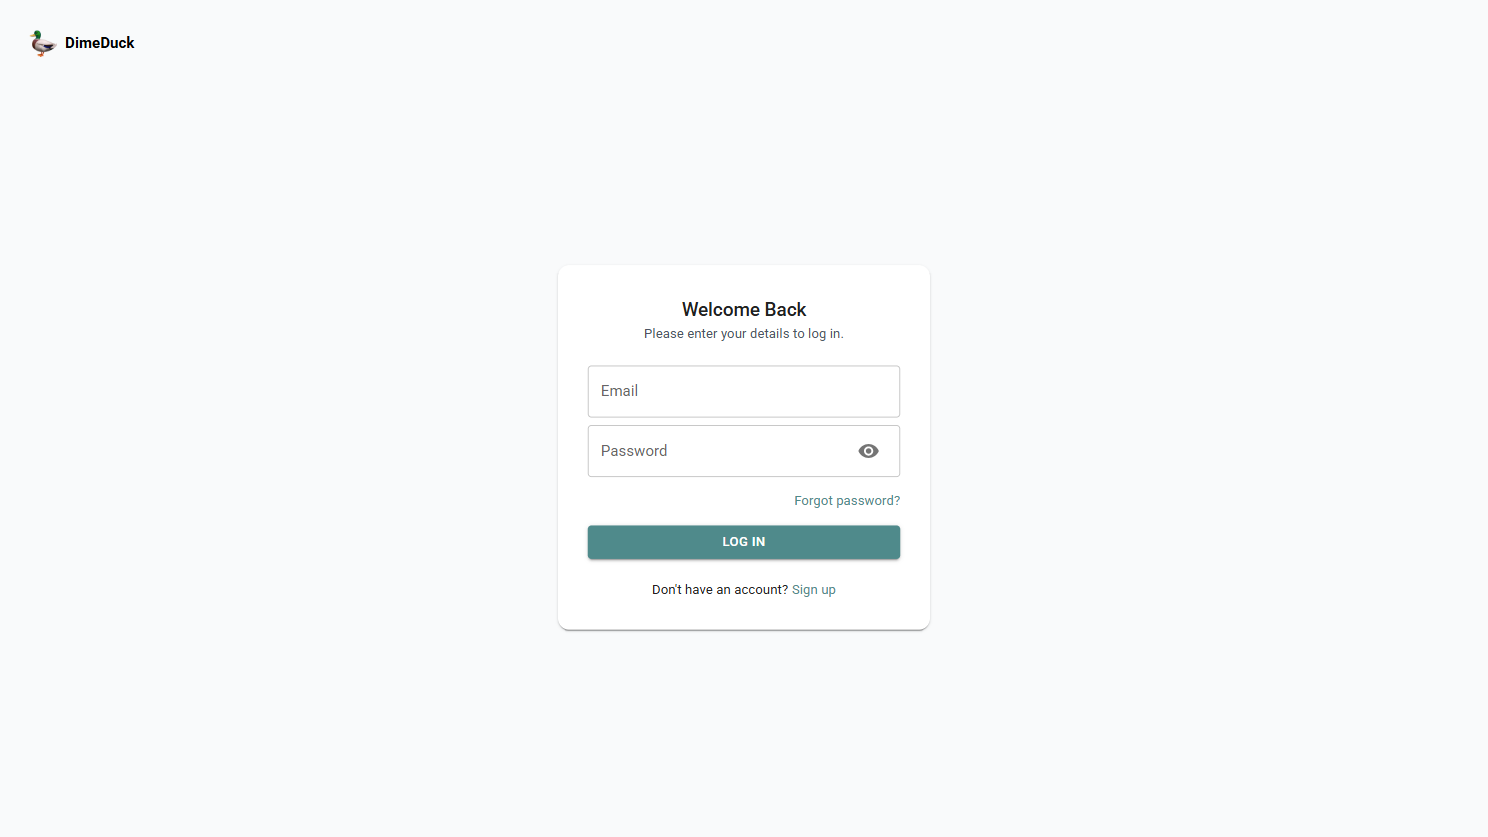 DimeDuck
Welcome Back
Please enter your details to log in.
Email
Password
Forgot password?
LOG IN
Don't have an account? Sign up